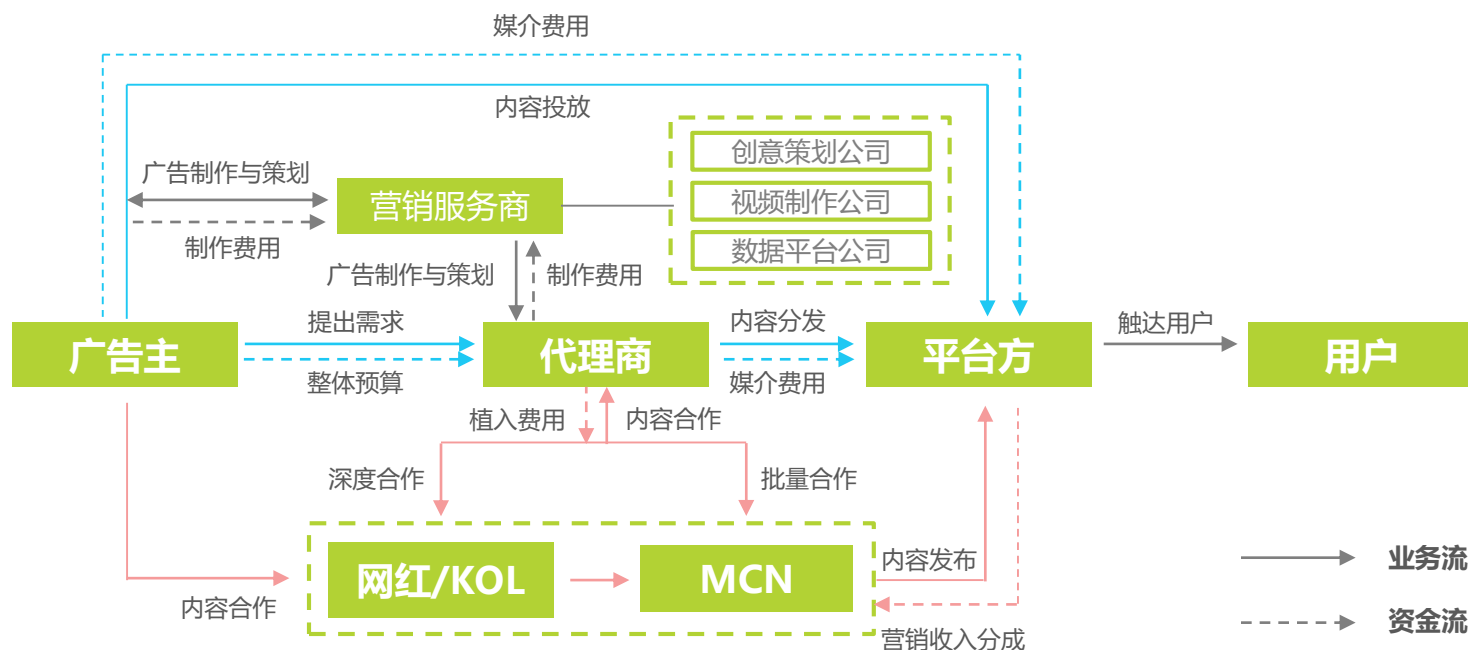 媒介费用
内容投放
创意策划公司
广告制作与策划
营销服务商
视频制作公司
制作费用
数据平台公司
广告制作与策划
制作费用
提出需求
内容分发
触达用户
广告主
代理商
平台方
用户
整体预算
媒介费用
植入费用
内容合作
深度合作
批量合作
网红/KOL
MCN
内容发布
业务流
内容合作
营销收入分成
资金流